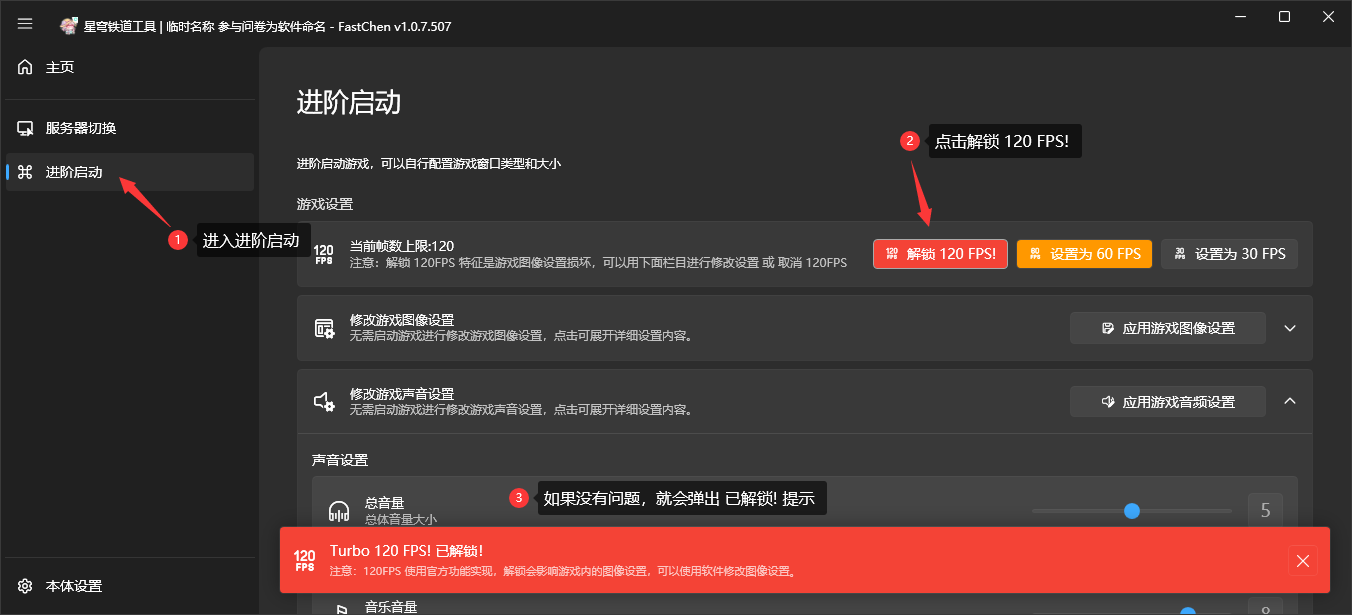 星穹铁道工具 | 临时名称 参与问卷为软件命名 - FastChen v1.0.7.507
主页
服务器切换
进阶启动
1 进入进阶启动
本体设置
进阶启动
进阶启动游戏，可以自行配置游戏窗口类型和大小
2 点击解锁 120 FPS!
游戏设置
120 FPS
当前帧数上限:120
注意：解锁 120FPS 特征是游戏图像设置损坏，可以用下面栏目进行修改设置 或 取消 120FPS
120 FPS 解锁 120 FPS!
60 FPS 设置为 60 FPS
30 FPS 设置为 30 FPS
修改游戏图像设置
无需启动游戏进行修改游戏图像设置，点击可展开详细设置内容。
应用游戏图像设置
修改游戏声音设置
无需启动游戏进行修改游戏声音设置，点击可展开详细设置内容。
应用游戏音频设置
声音设置
总音量
总体音量大小
5
3 如果没有问题，就会弹出 已解锁! 提示
120 FPS
Turbo 120 FPS! 已解锁!
注意：120FPS 使用官方功能实现，解锁会影响游戏内的图像设置，可以使用软件修改图像设置。
音乐音量